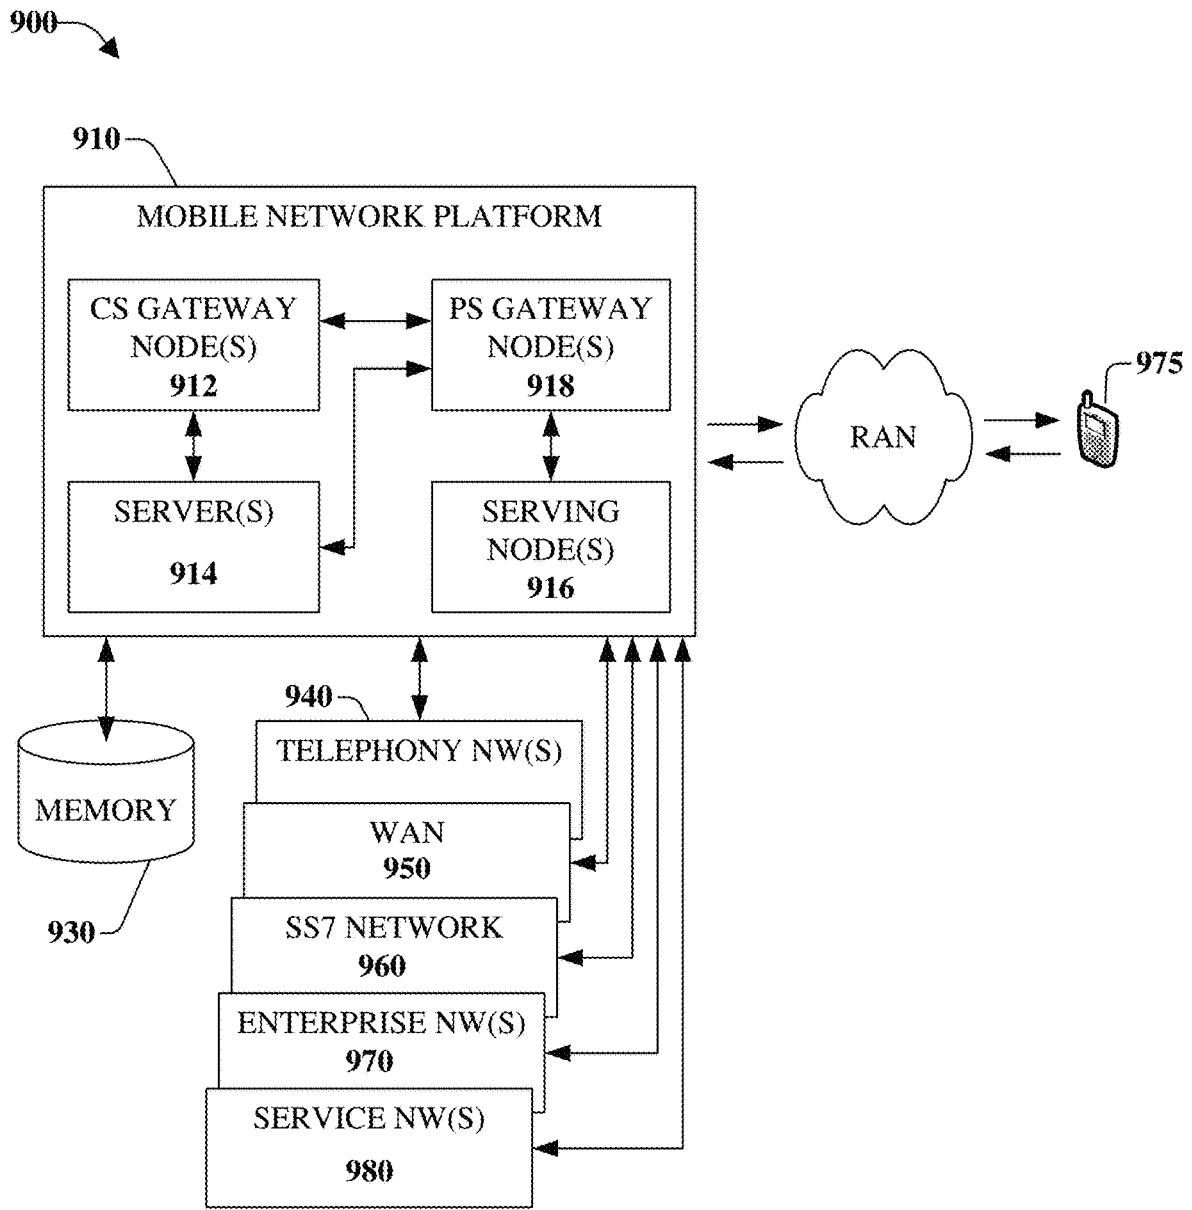 900
910
MOBILE NETWORK PLATFORM
CS GATEWAY
NODE(S)
912
PS GATEWAY
NODE(S)
918
SERVER(S)
914
SERVING
NODE(S)
916
RAN
975
940
TELEPHONY NW(S)
MEMORY
930
WAN
950
SS7 NETWORK
960
ENTERPRISE NW(S)
970
SERVICE NW(S)
980